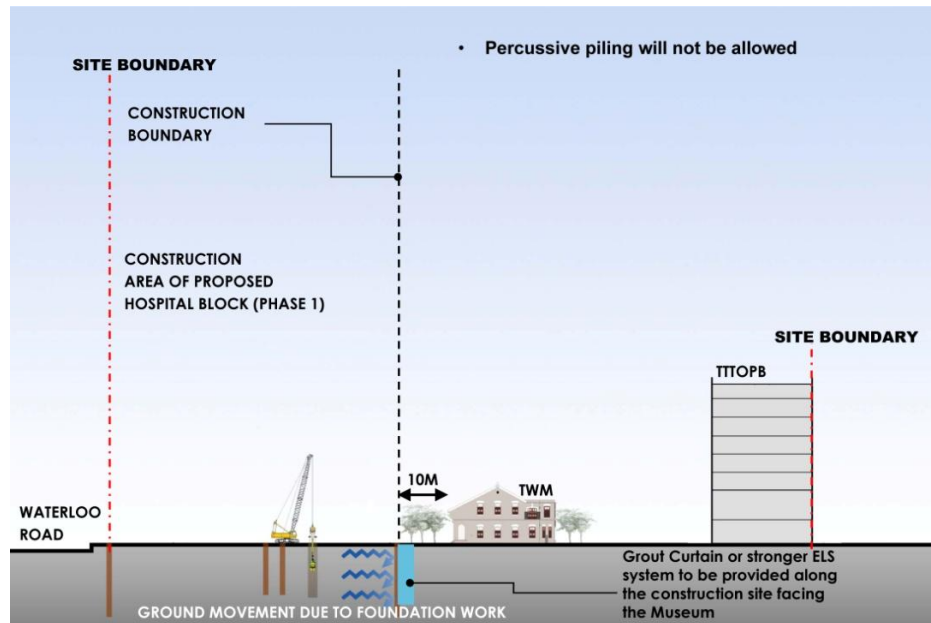 • Percussive piling will not be allowed
SITE BOUNDARY
CONSTRUCTION
BOUNDARY
CONSTRUCTION
AREA OF PROPOSED
HOSPITAL BLOCK (PHASE 1)
SITE BOUNDARY
TTTOPB
10M
TWM
WATERLOO
ROAD
Grout Curtain or stronger ELS
system to be provided along
the construction site facing
the Museum
GROUND MOVEMENT DUE TO FOUNDATION WORK